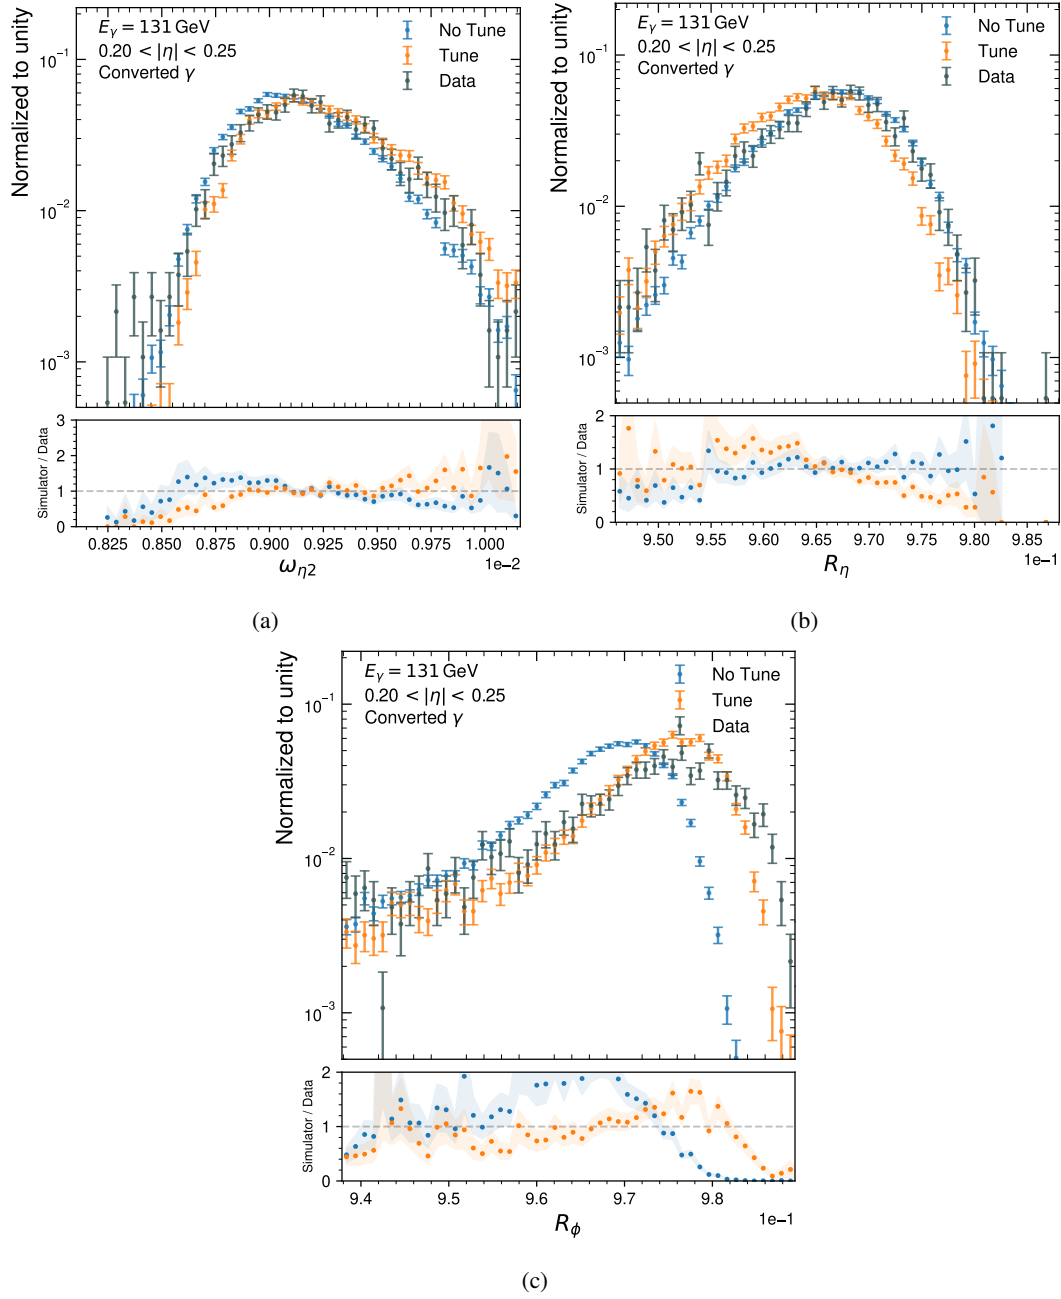 Normalized to unity
10⁻¹
10⁻²
10⁻³
E_γ = 131 GeV
0.20 < |η| < 0.25
Converted γ
No Tune
Tune
Data
Simulator / Data
3
2
1
0
0.825 0.850 0.875 0.900 0.925 0.950 0.975 1.000
ω_η2
1e-2
(a)
Normalized to unity
10⁻¹
10⁻²
10⁻³
E_γ = 131 GeV
0.20 < |η| < 0.25
Converted γ
No Tune
Tune
Data
Simulator / Data
2
1
0
9.50 9.55 9.60 9.65 9.70 9.75 9.80 9.85
R_η
1e-1
(b)
Normalized to unity
10⁻¹
10⁻²
10⁻³
E_γ = 131 GeV
0.20 < |η| < 0.25
Converted γ
No Tune
Tune
Data
Simulator / Data
2
1
0
9.4 9.5 9.6 9.7 9.8
R_ϕ
1e-1
(c)